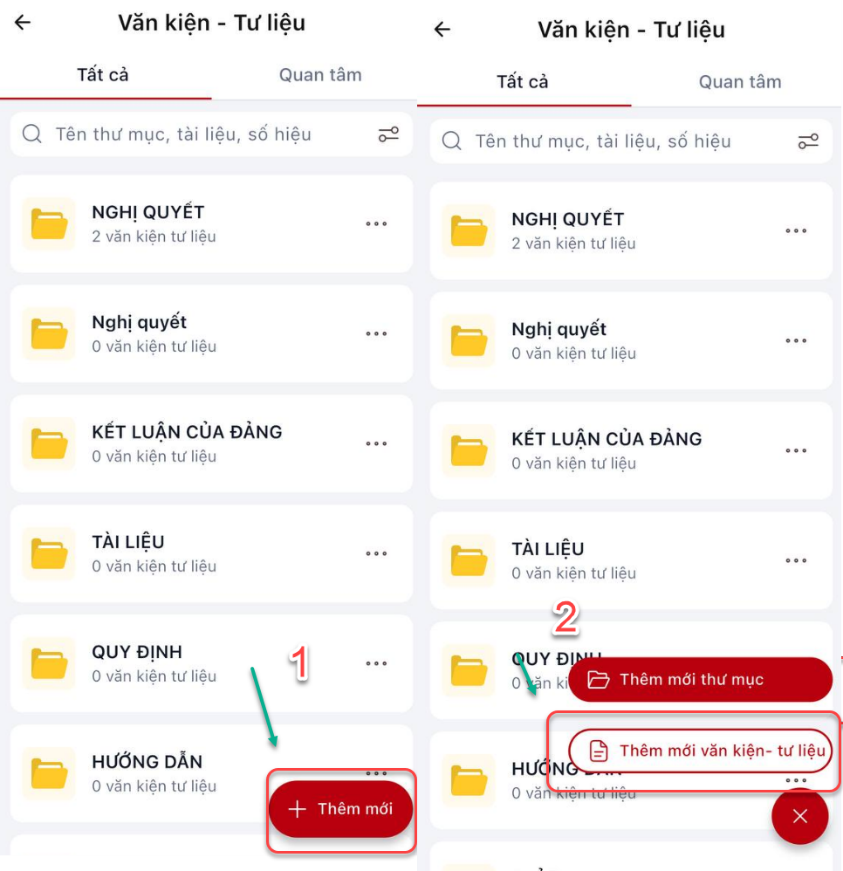 Văn kiện - Tư liệu
Tất cả
Quan tâm
Tên thư mục, tài liệu, số hiệu
NGHỊ QUYẾT
2 văn kiện tư liệu
Nghị quyết
0 văn kiện tư liệu
KẾT LUẬN CỦA ĐẢNG
0 văn kiện tư liệu
TÀI LIỆU
0 văn kiện tư liệu
QUY ĐỊNH
0 văn kiện tư liệu
1
HƯỚNG DẪN
0 văn kiện tư liệu
Thêm mới
Văn kiện - Tư liệu
Tất cả
Quan tâm
Tên thư mục, tài liệu, số hiệu
NGHỊ QUYẾT
2 văn kiện tư liệu
Nghị quyết
0 văn kiện tư liệu
KẾT LUẬN CỦA ĐẢNG
0 văn kiện tư liệu
TÀI LIỆU
0 văn kiện tư liệu
2
QUY ĐỊNH
0 văn
Thêm mới thư mục
Thêm mới văn kiện- tư liệu
HƯỚNG DẪN
0 văn kiện tư liệu